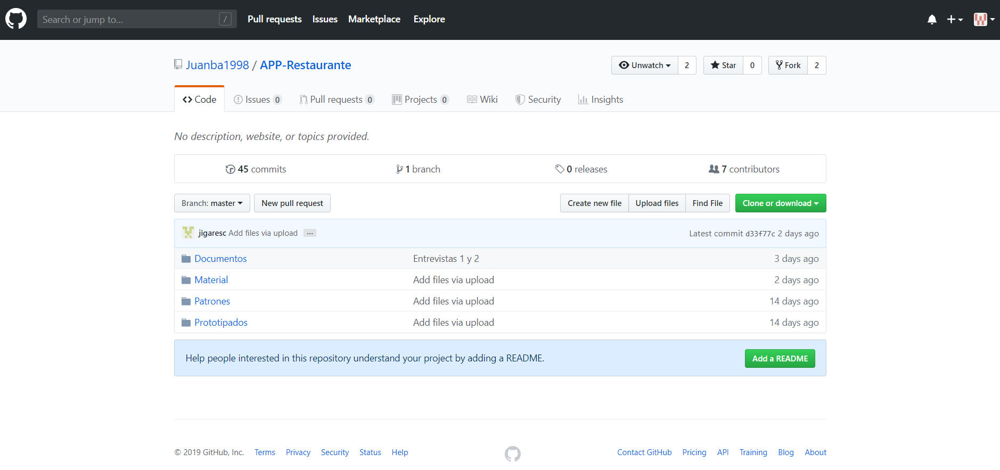 Search or jump to... /
Pull requests Issues Marketplace Explore
Juanba1998 / APP-Restaurante
Unwatch 2 Star 0 Fork 2
Code Issues 0 Pull requests 0 Projects 0 Wiki Security Insights
No description, website, or topics provided.
45 commits 1 branch 0 releases 7 contributors
Branch: master New pull request Create new file Upload files Find File Clone or download
jigaresc Add files via upload ... Latest commit d33f77c 2 days ago
Documentos Entrevistas 1 y 2 3 days ago
Material Add files via upload 2 days ago
Patrones Add files via upload 14 days ago
Prototipados Add files via upload 14 days ago
Help people interested in this repository understand your project by adding a README. Add a README
© 2019 GitHub, Inc. Terms Privacy Security Status Help Contact GitHub Pricing API Training Blog About